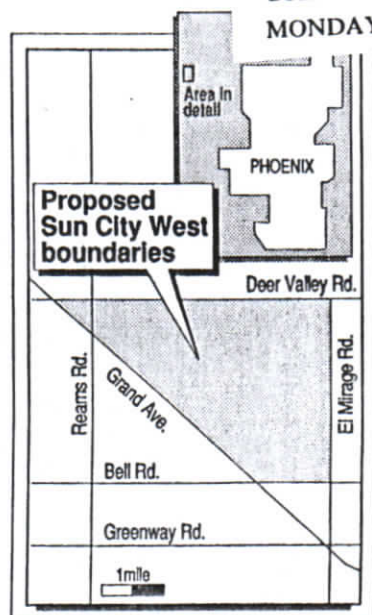 MONDAY
Area in
detail
PHOENIX
Proposed
Sun City West
boundaries
Deer Valley Rd.
Reams Rd.
Grand Ave.
El Mirage Rd.
Bell Rd.
Greenway Rd.
1mile